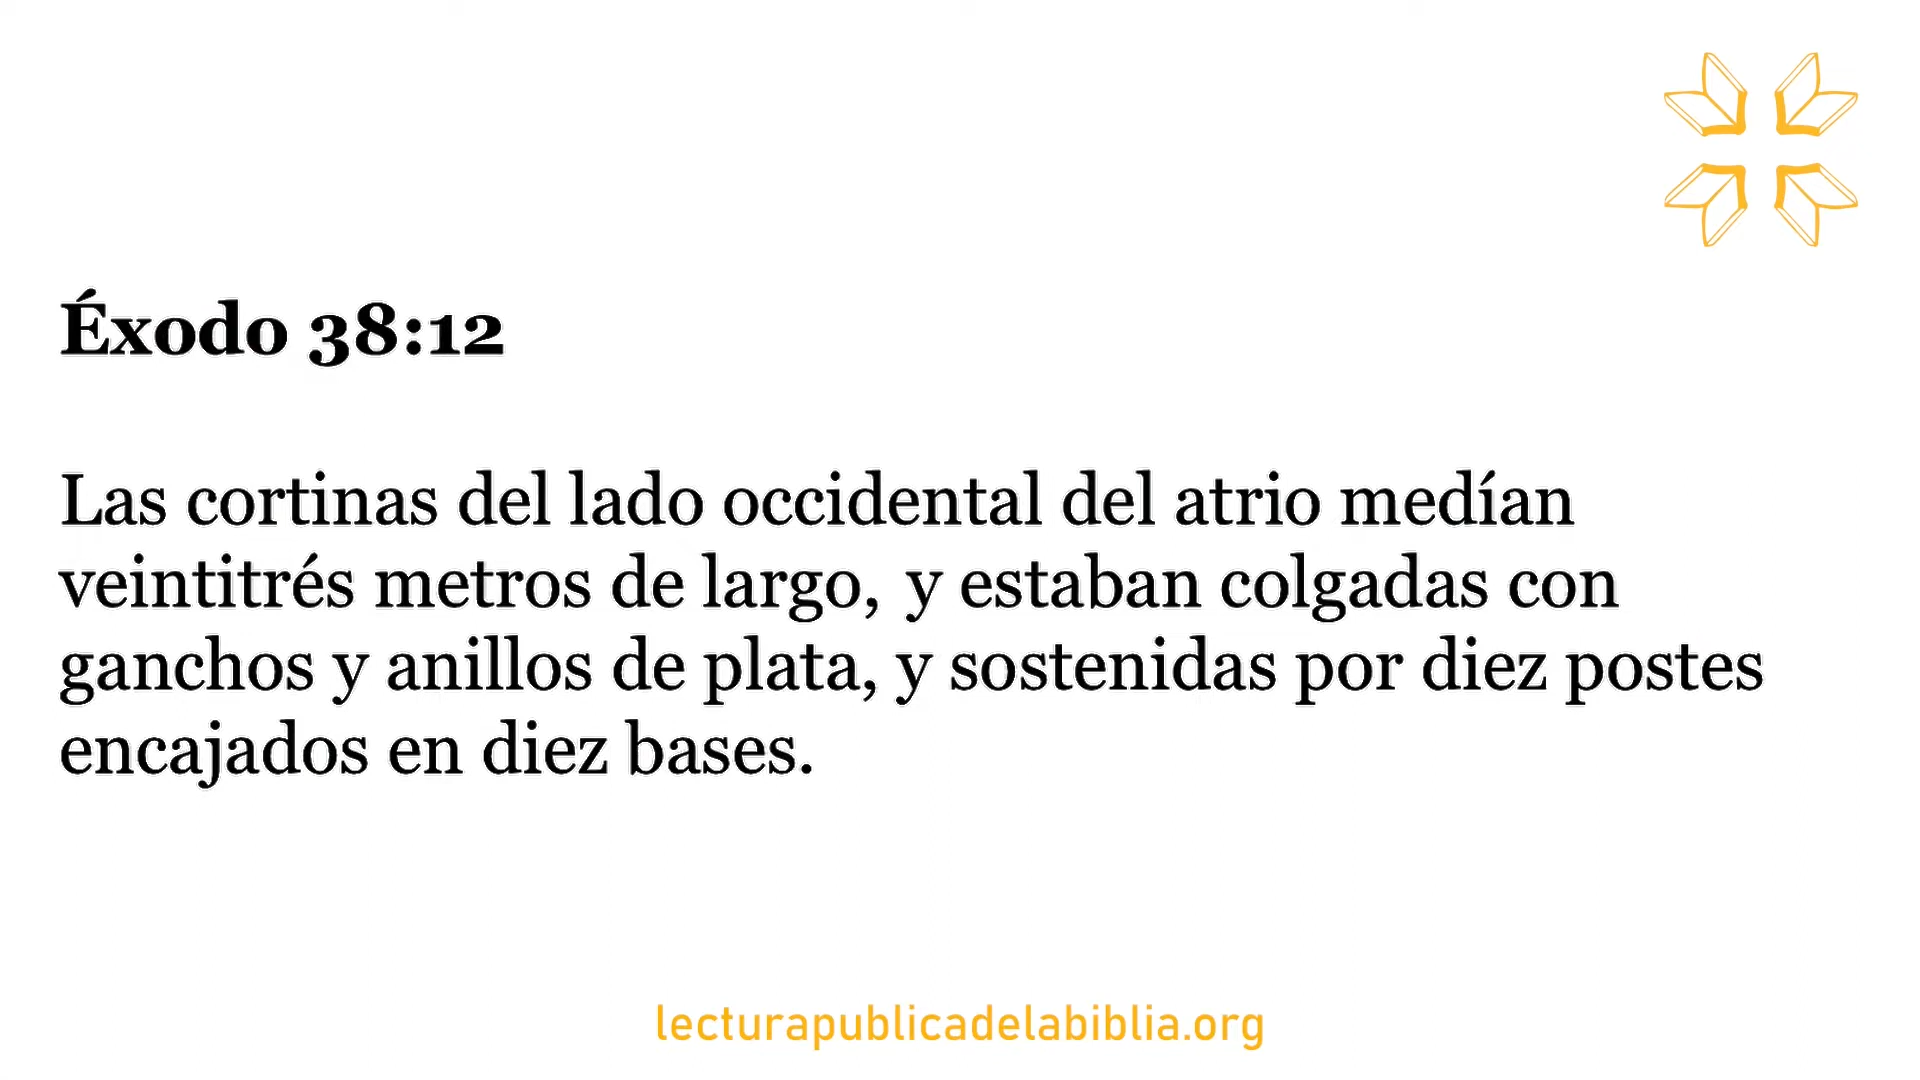 Éxodo 38:12
Las cortinas del lado occidental del atrio medían
veintitrés metros de largo, y estaban colgadas con
ganchos y anillos de plata, y sostenidas por diez postes
encajados en diez bases.
lecturapublicadelabiblia.org